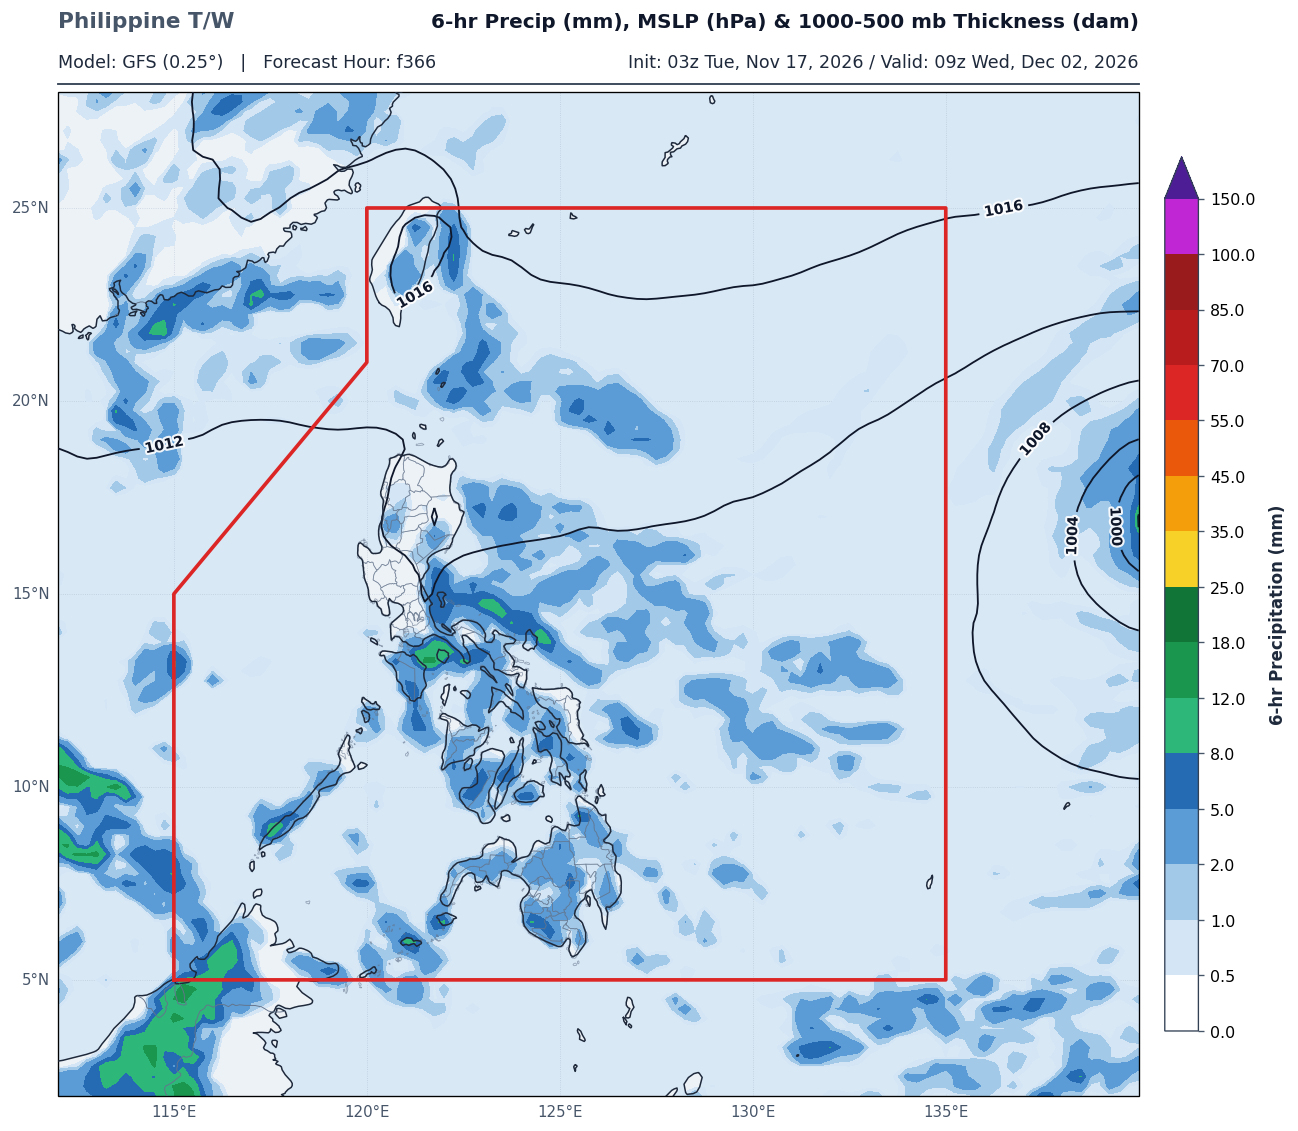 Philippine T/W
6-hr Precip (mm), MSLP (hPa) & 1000-500 mb Thickness (dam)
Model: GFS (0.25°)   |   Forecast Hour: f366
Init: 03z Tue, Nov 17, 2026 / Valid: 09z Wed, Dec 02, 2026
25°N
20°N
15°N
10°N
5°N
115°E
120°E
125°E
130°E
135°E
1016
1016
1012
1008
1004
1000
150.0
100.0
85.0
70.0
55.0
45.0
35.0
25.0
18.0
12.0
8.0
5.0
2.0
1.0
0.5
0.0
6-hr Precipitation (mm)